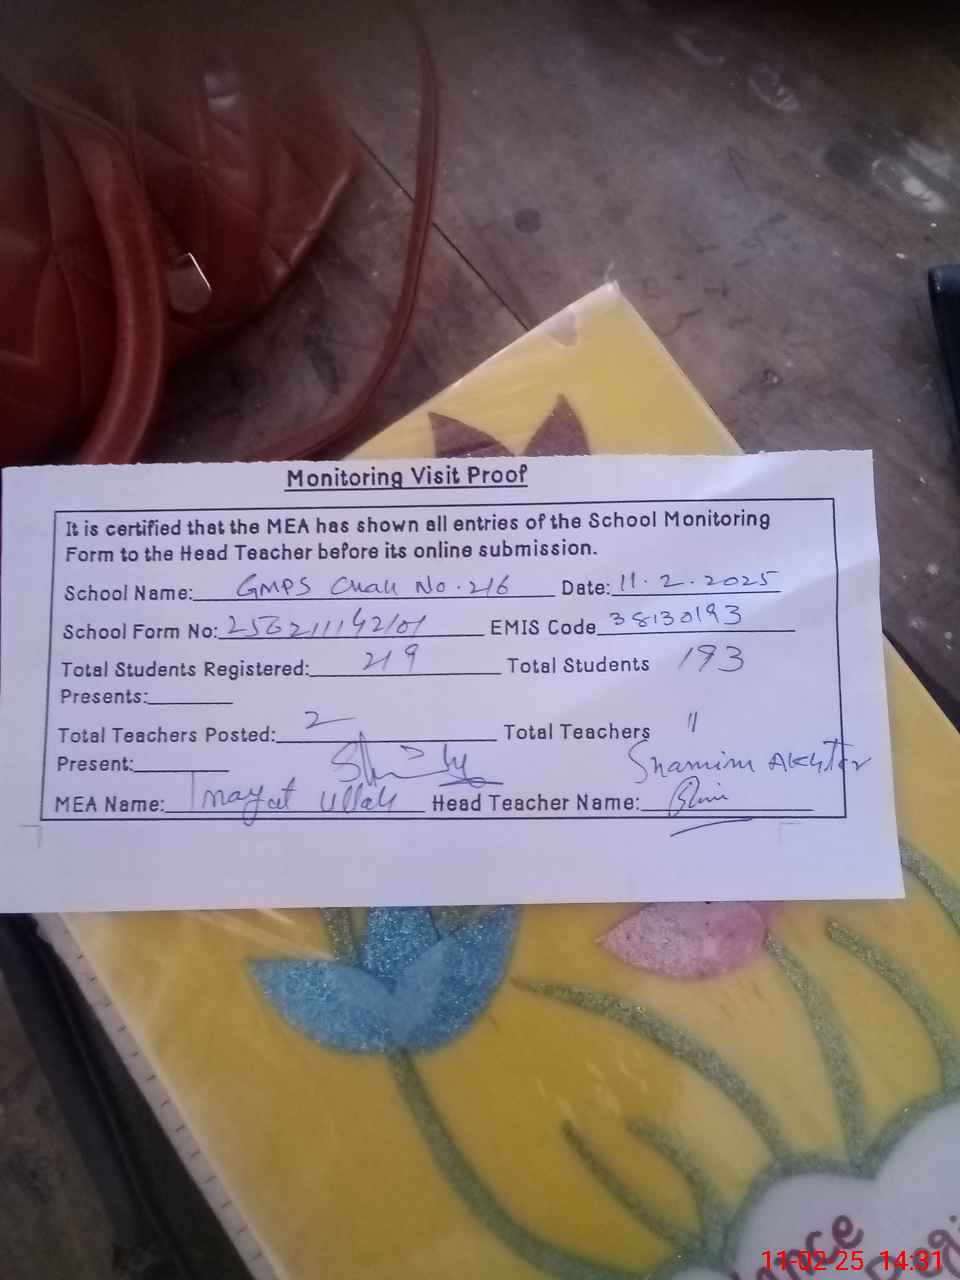 Monitoring Visit Proof
It is certified that the MEA has shown all entries of the School Monitoring
Form to the Head Teacher before its online submission.
School Name: GMPS Chak No. 216 Date: 11.2.2025
School Form No: EMIS Code 38130193
Total Students Registered: 219 Total Students 193
Presents:
Total Teachers Posted: 2 Total Teachers "
Present: Shamim Akhter
MEA Name: Inayat Ullah Head Teacher Name:
11-02-25 14:31